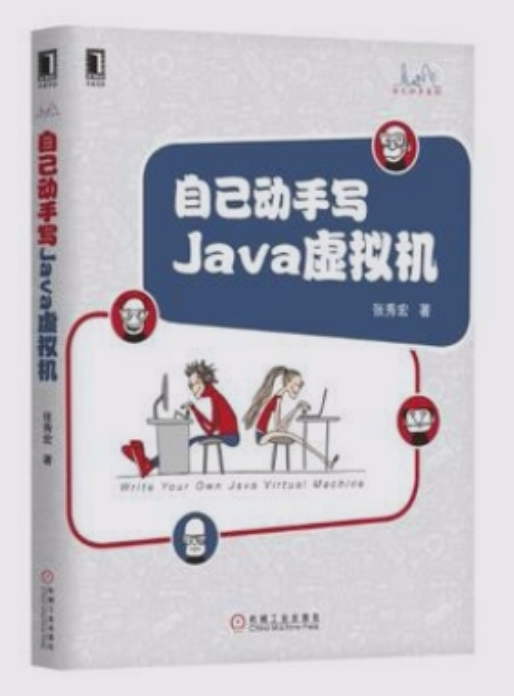 自己动手写
Java虚拟机
张秀宏 著
Write Your Own Java Virtual Machine
机械工业出版社
China Machine Press
自己动手写Java虚拟机
张秀宏 著